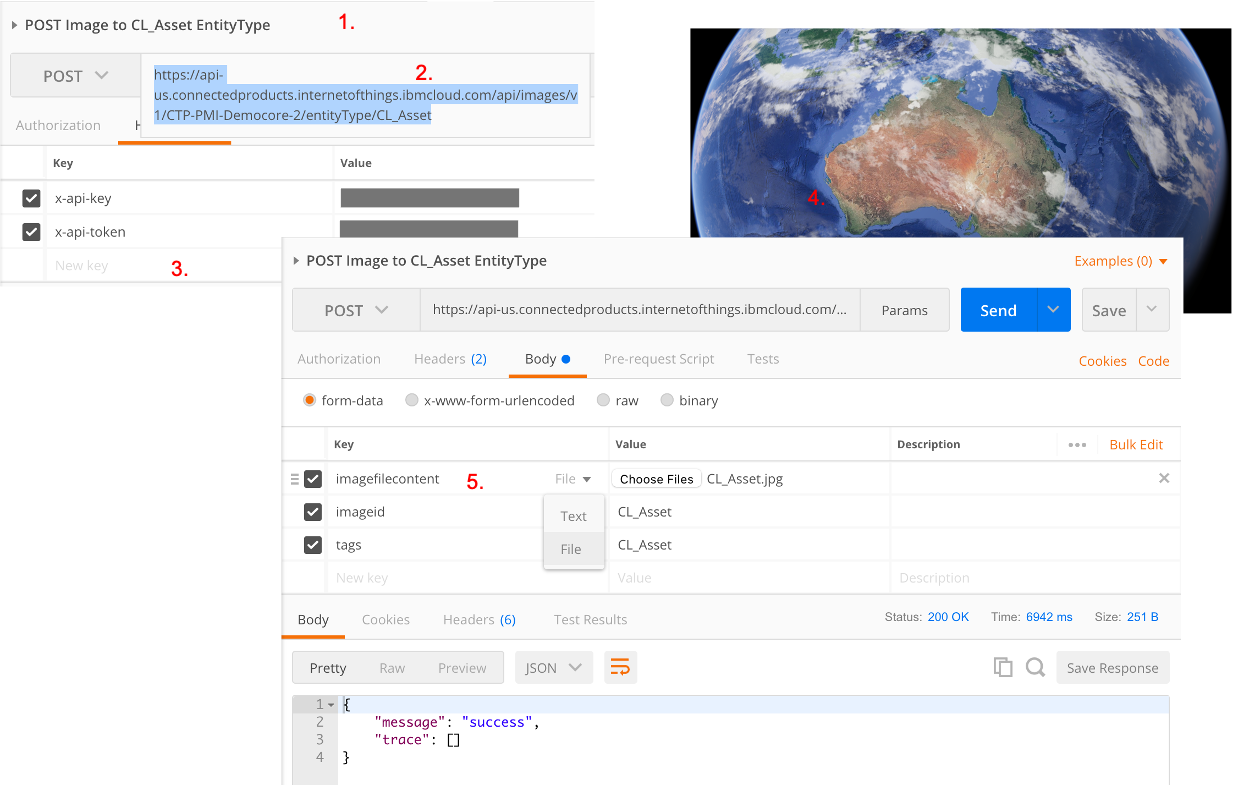 POST Image to CL_Asset EntityType
1.
POST
2.
https://api-
us.connectedproducts.internetofthings.ibmcloud.com/api/images/v
1/CTP-PMI-Democore-2/entityType/CL_Asset
Authorization
Key Value
x-api-key
x-api-token
New key
3.
4.
POST Image to CL_Asset EntityType Examples (0)
POST https://api-us.connectedproducts.internetofthings.ibmcloud.com/... Params Send Save
Authorization Headers (2) Body Pre-request Script Tests Cookies Code
form-data x-www-form-urlencoded raw binary
Key Value Description ••• Bulk Edit
imagefilecontent 5. File Choose Files CL_Asset.jpg
imageid CL_Asset
Text
tags CL_Asset
File
New key Value Description
Body Cookies Headers (6) Test Results Status: 200 OK Time: 6942 ms Size: 251 B
Pretty Raw Preview JSON Save Response
1 {
2 "message": "success",
3 "trace": []
4 }